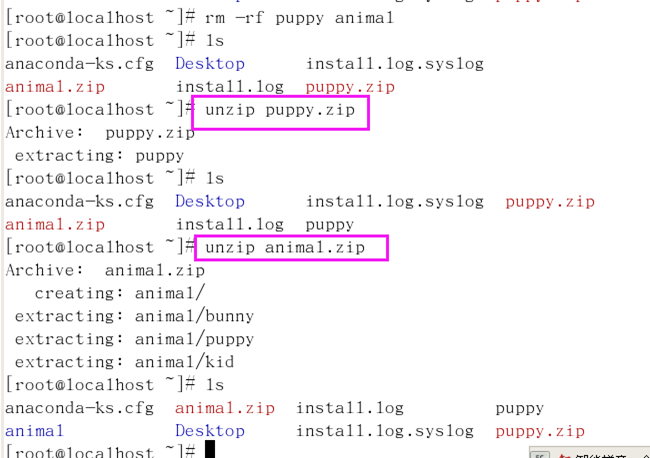 [root@localhost ~]# rm -rf puppy animal
[root@localhost ~]# ls
anaconda-ks.cfg  Desktop      install.log.syslog
animal.zip       install.log  puppy.zip
[root@localhost ~]# unzip puppy.zip
Archive:  puppy.zip
 extracting: puppy
[root@localhost ~]# ls
anaconda-ks.cfg  Desktop      install.log.syslog  puppy.zip
animal.zip       install.log  puppy
[root@localhost ~]# unzip animal.zip
Archive:  animal.zip
   creating: animal/
 extracting: animal/bunny
 extracting: animal/puppy
 extracting: animal/kid
[root@localhost ~]# ls
anaconda-ks.cfg  animal.zip  install.log         puppy
animal           Desktop     install.log.syslog  puppy.zip
[root@localhost ~]#